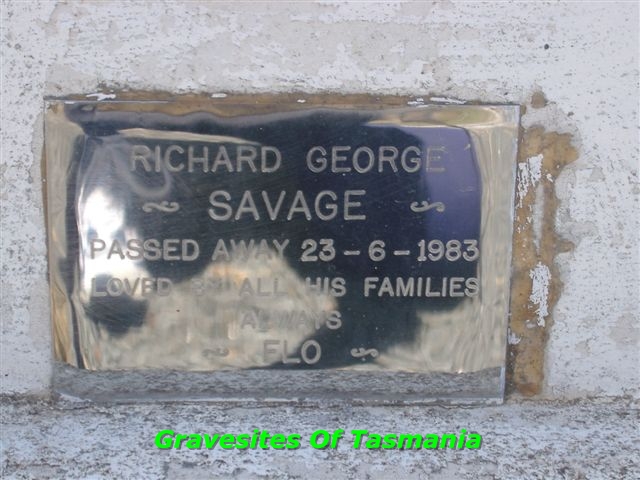 RICHARD GEORGE
~ SAVAGE ~
PASSED AWAY 23-6-1983
LOVED BY ALL HIS FAMILIES
ALWAYS
~ FLO ~
Gravesites Of Tasmania